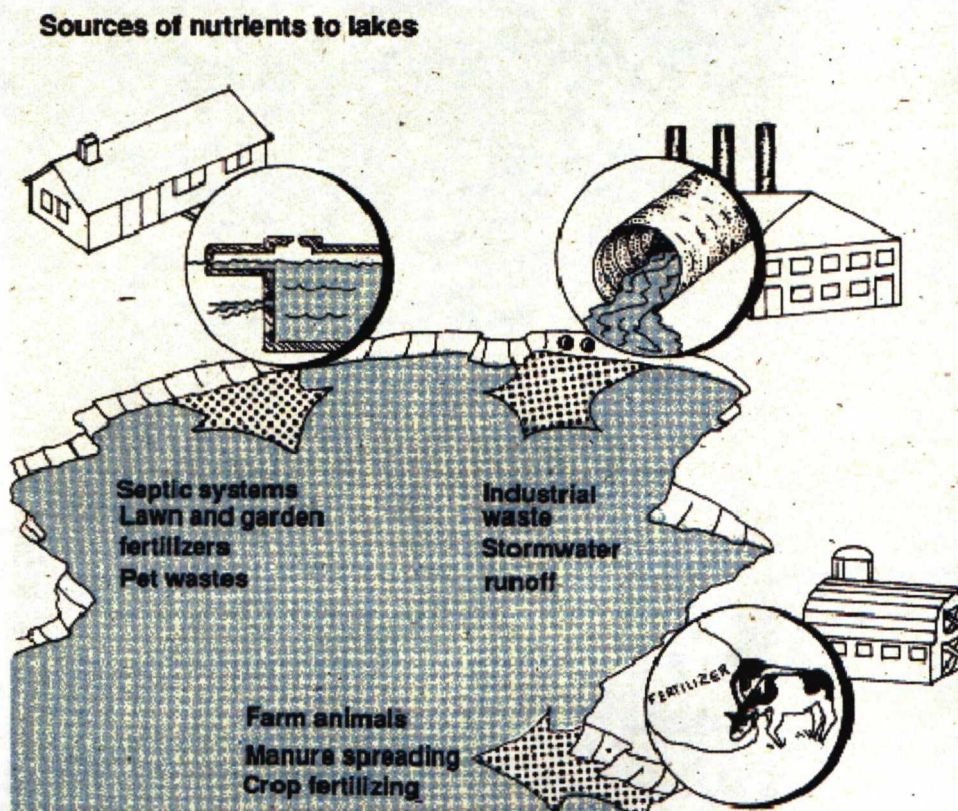 Sources of nutrients to lakes
Septic systems
Lawn and garden
fertilizers
Pet wastes
Industrial
waste
Stormwater
runoff
FERTILIZER
Farm animals
Manure spreading
Crop fertilizing